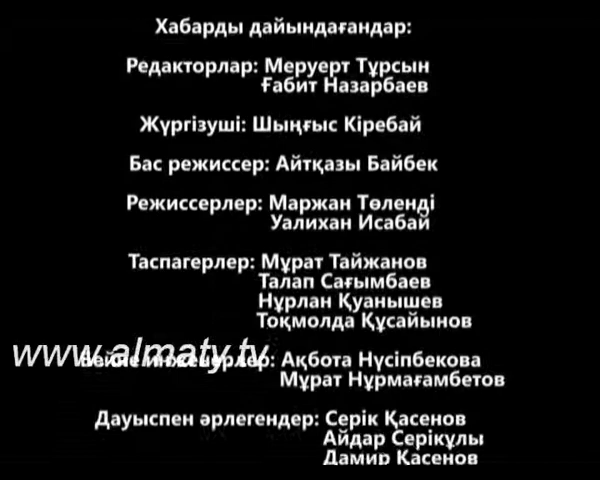 Хабарды дайындағандар:
Редакторлар: Меруерт Тұрсын
Ғабит Назарбаев
Жүргізуші: Шыңғыс Кіребай
Бас режиссер: Айтқазы Байбек
Режиссерлер: Маржан Төленді
Уалихан Исабай
Таспагерлер: Мұрат Тайжанов
Талап Сағымбаев
Нұрлан Қуанышев
Тоқмолда Құсайынов
www.almaty.tv
Бейне инженерлер: Ақбота Нүсіпбекова
Мұрат Нұрмағамбетов
Дауыспен әрлегендер: Серік Қасенов
Айдар Серікұлы
Дамир Қасенов